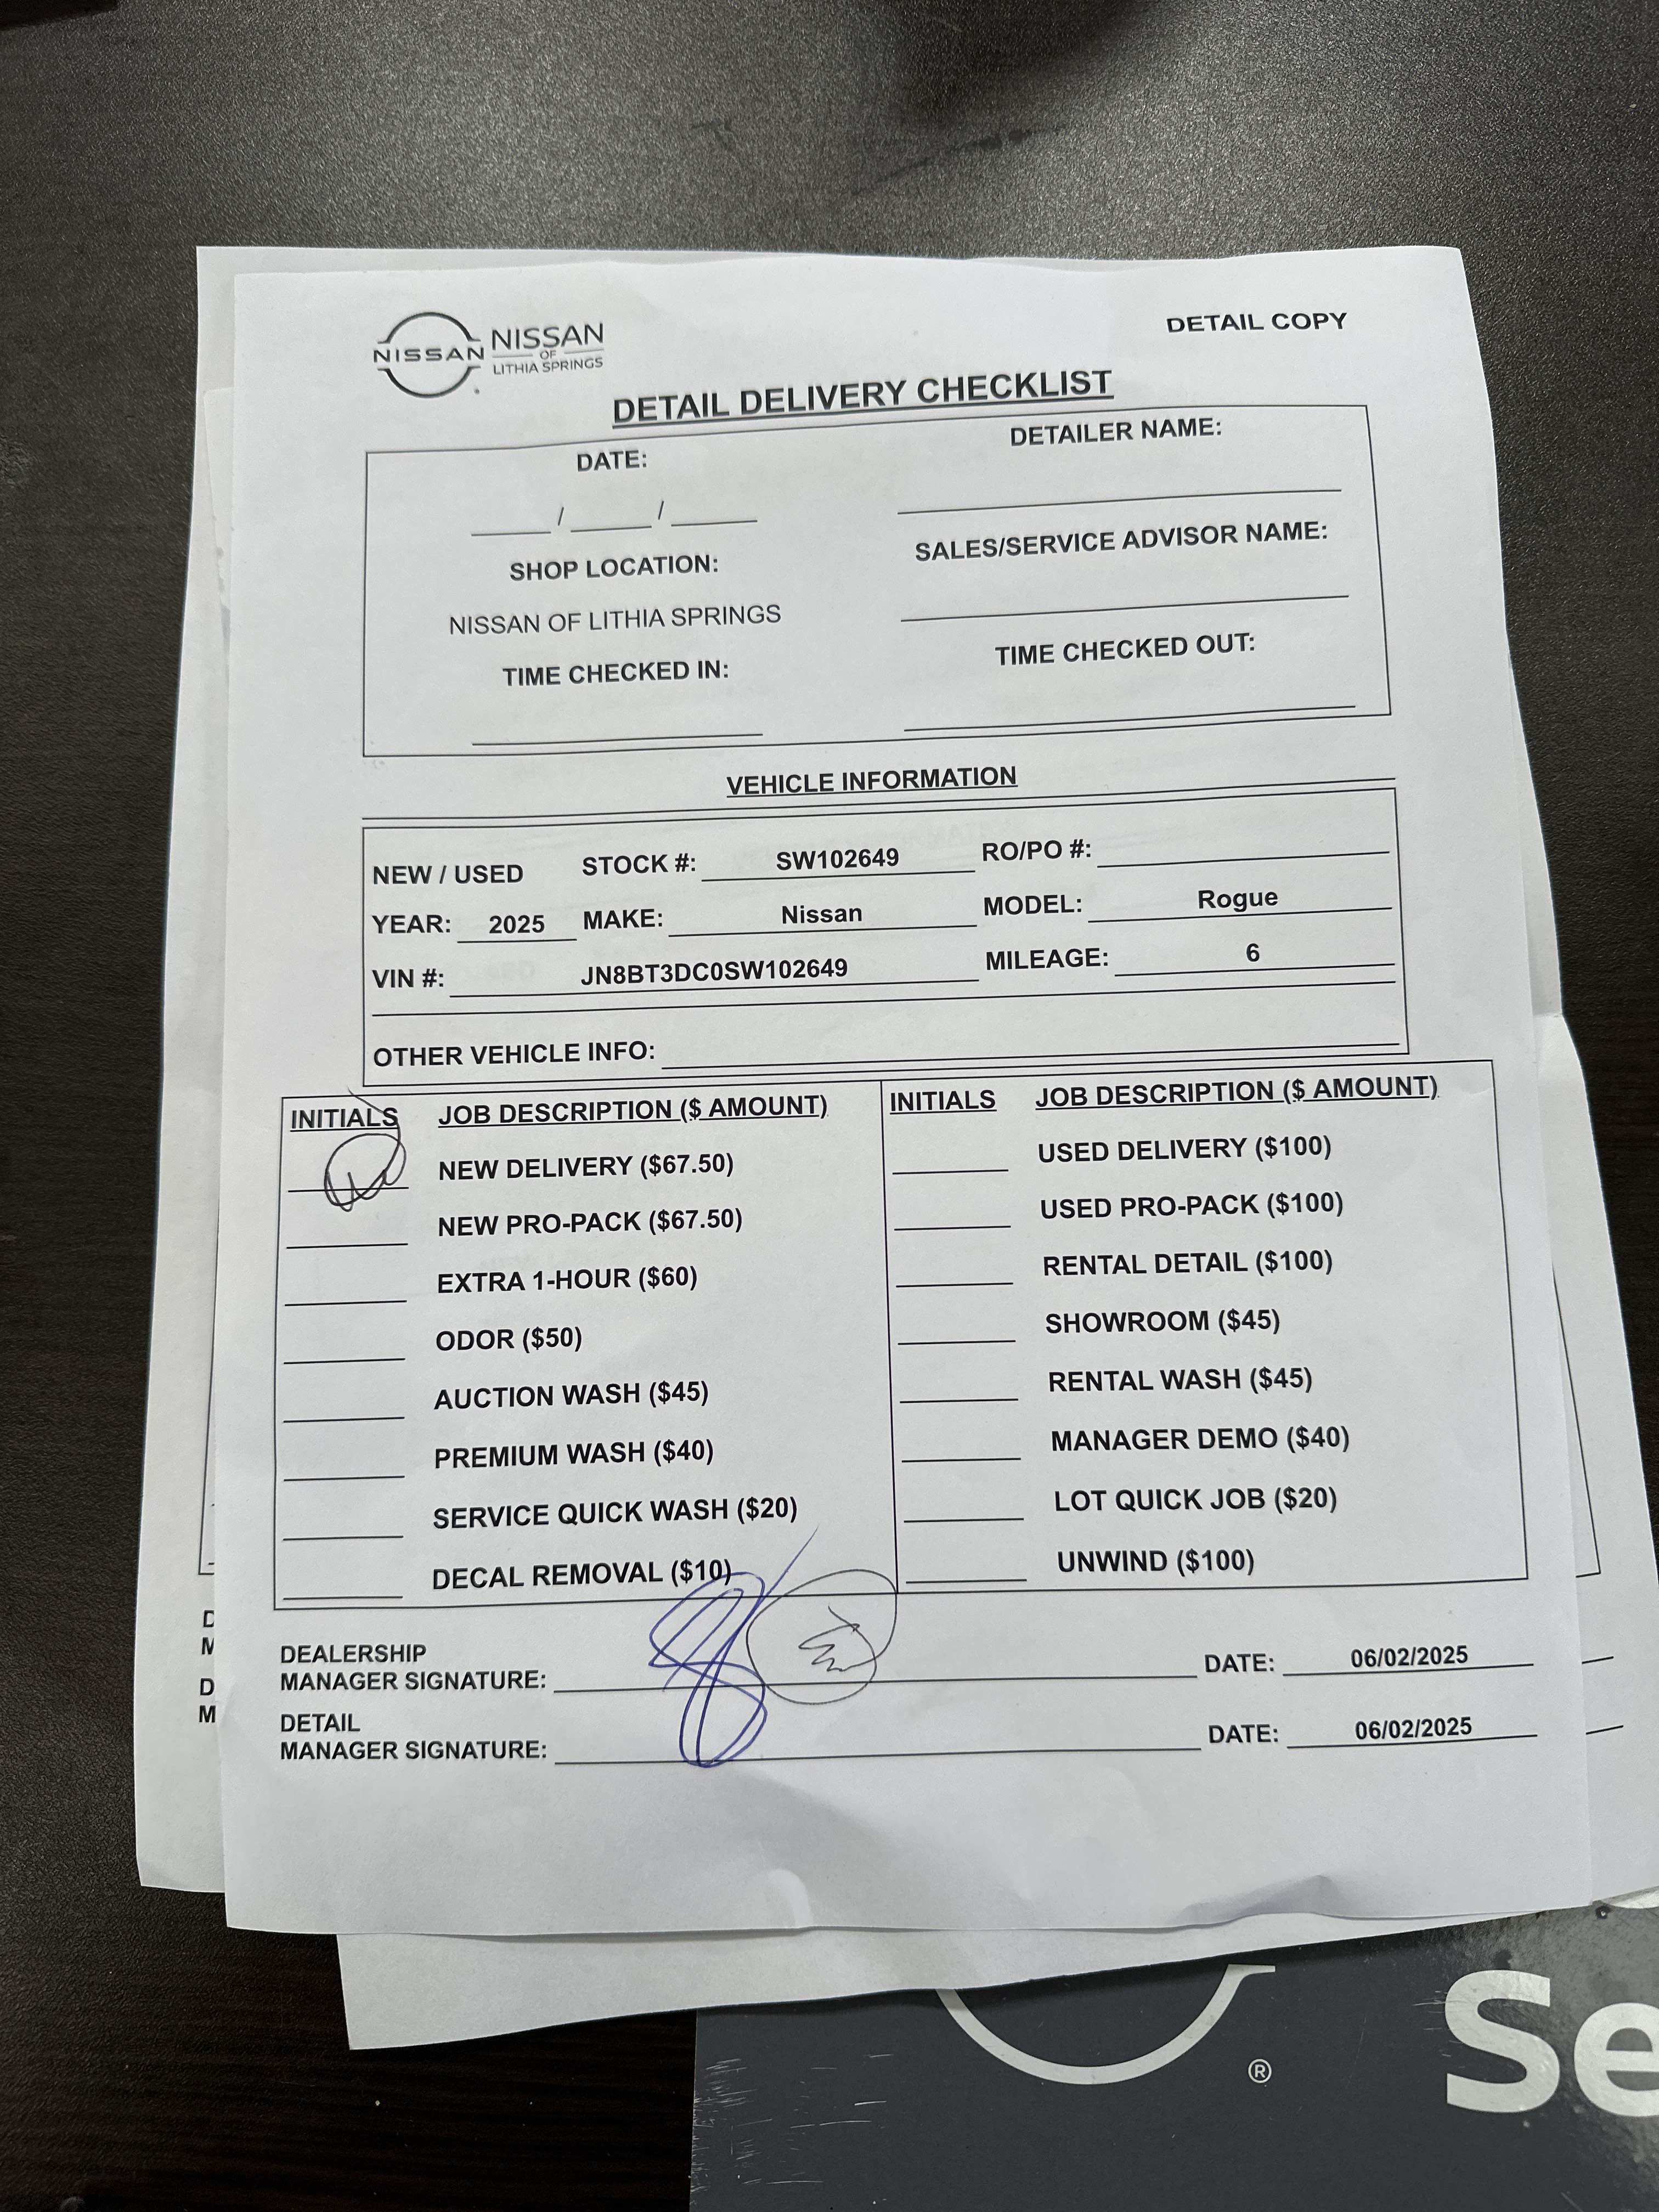 DETAIL COPY
NISSAN
NISSAN
OF
LITHIA SPRINGS
DETAIL DELIVERY CHECKLIST
DATE:
DETAILER NAME:
____ / ____ / ____
SHOP LOCATION:
SALES/SERVICE ADVISOR NAME:
NISSAN OF LITHIA SPRINGS
TIME CHECKED IN:
TIME CHECKED OUT:
VEHICLE INFORMATION
NEW / USED STOCK #: SW102649 RO/PO #:
YEAR: 2025 MAKE: Nissan MODEL: Rogue
VIN #: JN8BT3DC0SW102649 MILEAGE: 6
OTHER VEHICLE INFO:
INITIALS JOB DESCRIPTION ($ AMOUNT)
NEW DELIVERY ($67.50)
NEW PRO-PACK ($67.50)
EXTRA 1-HOUR ($60)
ODOR ($50)
AUCTION WASH ($45)
PREMIUM WASH ($40)
SERVICE QUICK WASH ($20)
DECAL REMOVAL ($10)
INITIALS JOB DESCRIPTION ($ AMOUNT)
USED DELIVERY ($100)
USED PRO-PACK ($100)
RENTAL DETAIL ($100)
SHOWROOM ($45)
RENTAL WASH ($45)
MANAGER DEMO ($40)
LOT QUICK JOB ($20)
UNWIND ($100)
DEALERSHIP
MANAGER SIGNATURE: DATE: 06/02/2025
DETAIL
MANAGER SIGNATURE: DATE: 06/02/2025
D
M
D
M
®
Se